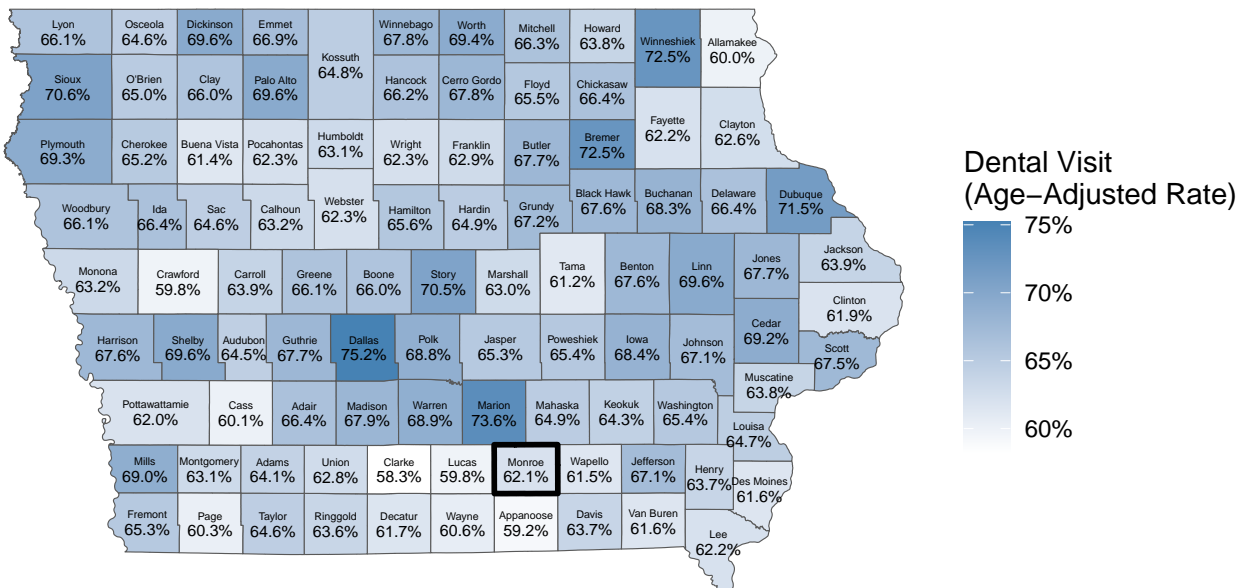 Lyon
66.1%
Osceola
64.6%
Dickinson
69.6%
Emmet
66.9%
Kossuth
64.8%
Winnebago
67.8%
Worth
69.4%
Mitchell
66.3%
Howard
63.8%
Winneshiek
72.5%
Allamakee
60.0%
Sioux
70.6%
O'Brien
65.0%
Clay
66.0%
Palo Alto
69.6%
Hancock
66.2%
Cerro Gordo
67.8%
Floyd
65.5%
Chickasaw
66.4%
Fayette
62.2%
Clayton
62.6%
Plymouth
69.3%
Cherokee
65.2%
Buena Vista
61.4%
Pocahontas
62.3%
Humboldt
63.1%
Wright
62.3%
Franklin
62.9%
Butler
67.7%
Bremer
72.5%
Woodbury
66.1%
Ida
66.4%
Sac
64.6%
Calhoun
63.2%
Webster
62.3%
Hamilton
65.6%
Hardin
64.9%
Grundy
67.2%
Black Hawk
67.6%
Buchanan
68.3%
Delaware
66.4%
Dubuque
71.5%
Monona
63.2%
Crawford
59.8%
Carroll
63.9%
Greene
66.1%
Boone
66.0%
Story
70.5%
Marshall
63.0%
Tama
61.2%
Benton
67.6%
Linn
69.6%
Jones
67.7%
Jackson
63.9%
Clinton
61.9%
Harrison
67.6%
Shelby
69.6%
Audubon
64.5%
Guthrie
67.7%
Dallas
75.2%
Polk
68.8%
Jasper
65.3%
Poweshiek
65.4%
Iowa
68.4%
Johnson
67.1%
Cedar
69.2%
Scott
67.5%
Muscatine
63.8%
Pottawattamie
62.0%
Cass
60.1%
Adair
66.4%
Madison
67.9%
Warren
68.9%
Marion
73.6%
Mahaska
64.9%
Keokuk
64.3%
Washington
65.4%
Louisa
64.7%
Mills
69.0%
Montgomery
63.1%
Adams
64.1%
Union
62.8%
Clarke
58.3%
Lucas
59.8%
Monroe
62.1%
Wapello
61.5%
Jefferson
67.1%
Henry
63.7%
Des Moines
61.6%
Fremont
65.3%
Page
60.3%
Taylor
64.6%
Ringgold
63.6%
Decatur
61.7%
Wayne
60.6%
Appanoose
59.2%
Davis
63.7%
Van Buren
61.6%
Lee
62.2%
Dental Visit
(Age−Adjusted Rate)
75%
70%
65%
60%